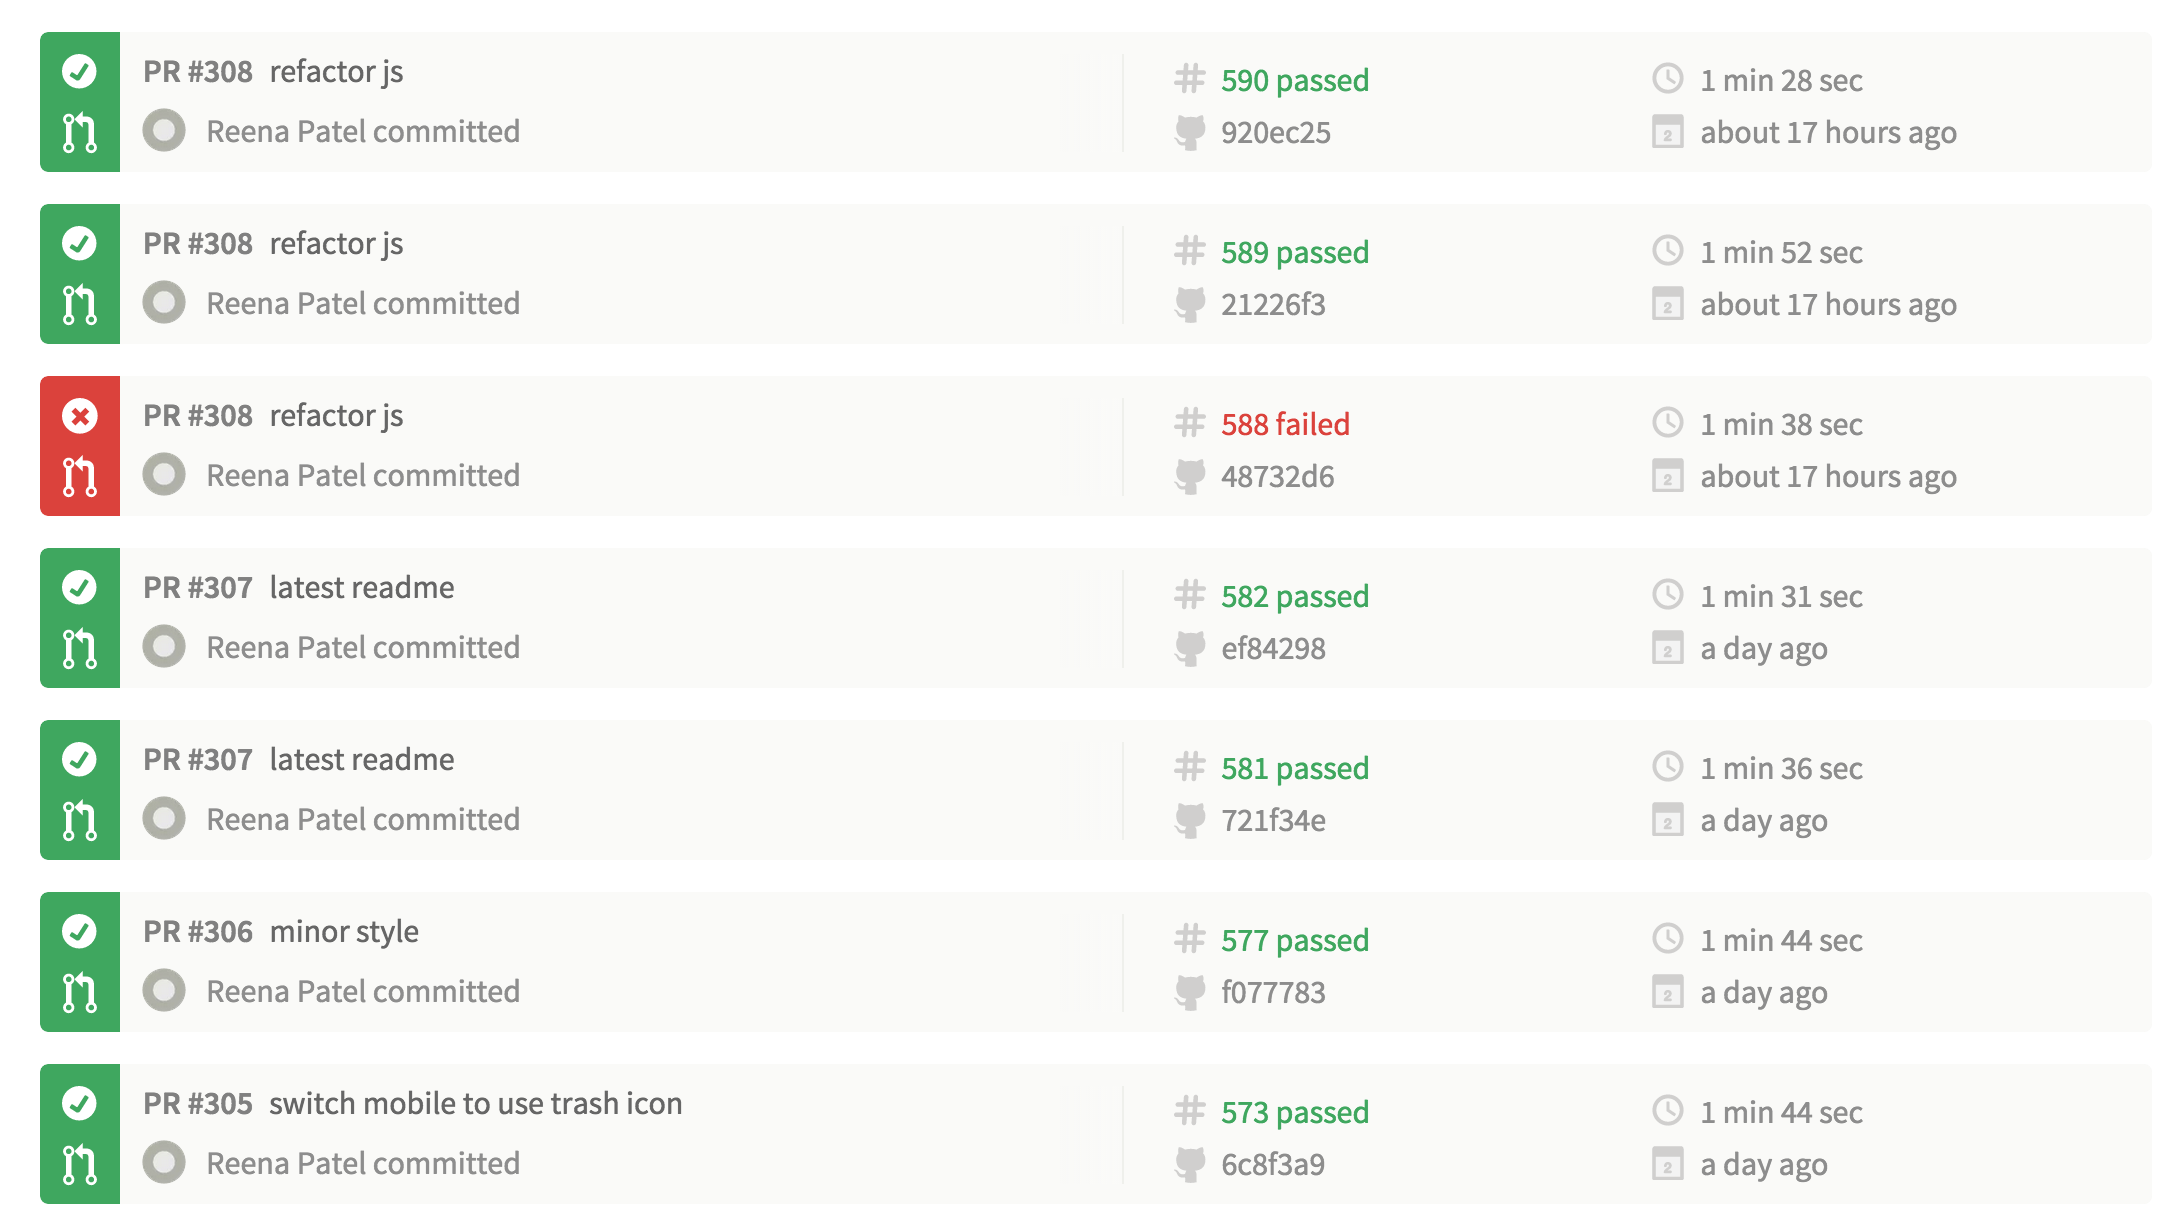 PR #308 refactor js
Reena Patel committed
# 590 passed
920ec25
1 min 28 sec
2 about 17 hours ago
PR #308 refactor js
Reena Patel committed
# 589 passed
21226f3
1 min 52 sec
2 about 17 hours ago
PR #308 refactor js
Reena Patel committed
# 588 failed
48732d6
1 min 38 sec
2 about 17 hours ago
PR #307 latest readme
Reena Patel committed
# 582 passed
ef84298
1 min 31 sec
2 a day ago
PR #307 latest readme
Reena Patel committed
# 581 passed
721f34e
1 min 36 sec
2 a day ago
PR #306 minor style
Reena Patel committed
# 577 passed
f077783
1 min 44 sec
2 a day ago
PR #305 switch mobile to use trash icon
Reena Patel committed
# 573 passed
6c8f3a9
1 min 44 sec
2 a day ago